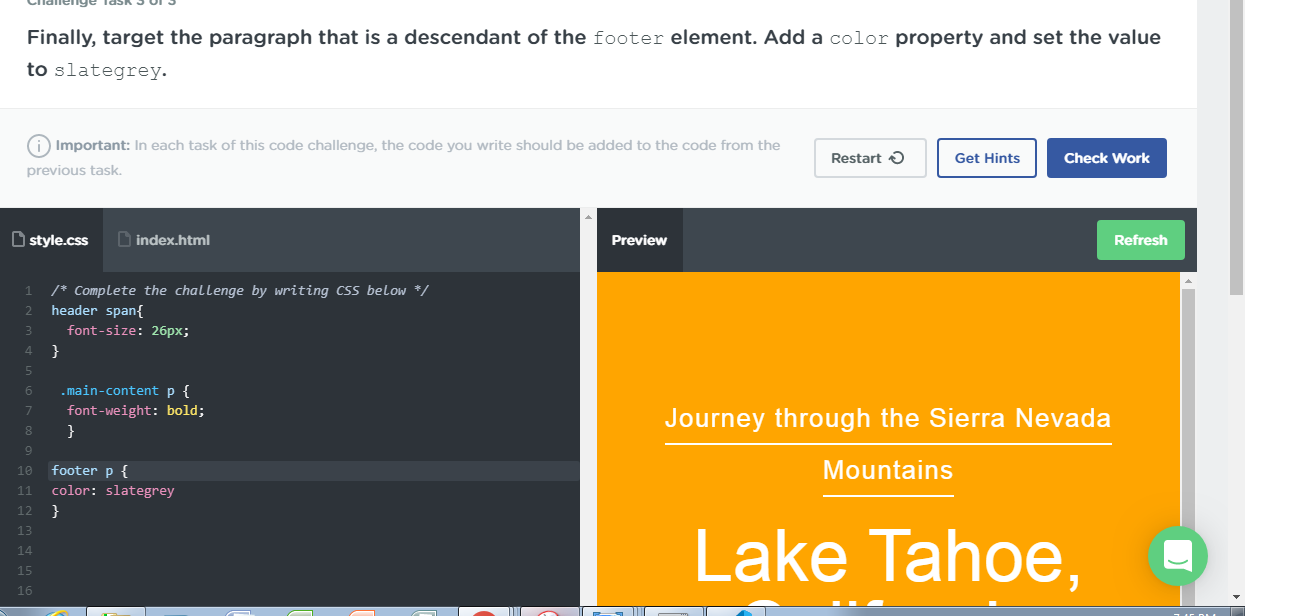 Challenge Task 3 of 3
Finally, target the paragraph that is a descendant of the footer element. Add a color property and set the value
to slategrey.
Important: In each task of this code challenge, the code you write should be added to the code from the
previous task.
Restart
Get Hints
Check Work
style.css
index.html
Preview
Refresh
1 /* Complete the challenge by writing CSS below */
2 header span{
3 font-size: 26px;
4 }
5
6 .main-content p {
7 font-weight: bold;
8 }
9
10 footer p {
11 color: slategrey
12 }
13
14
15
16
Journey through the Sierra Nevada
Mountains
Lake Tahoe,